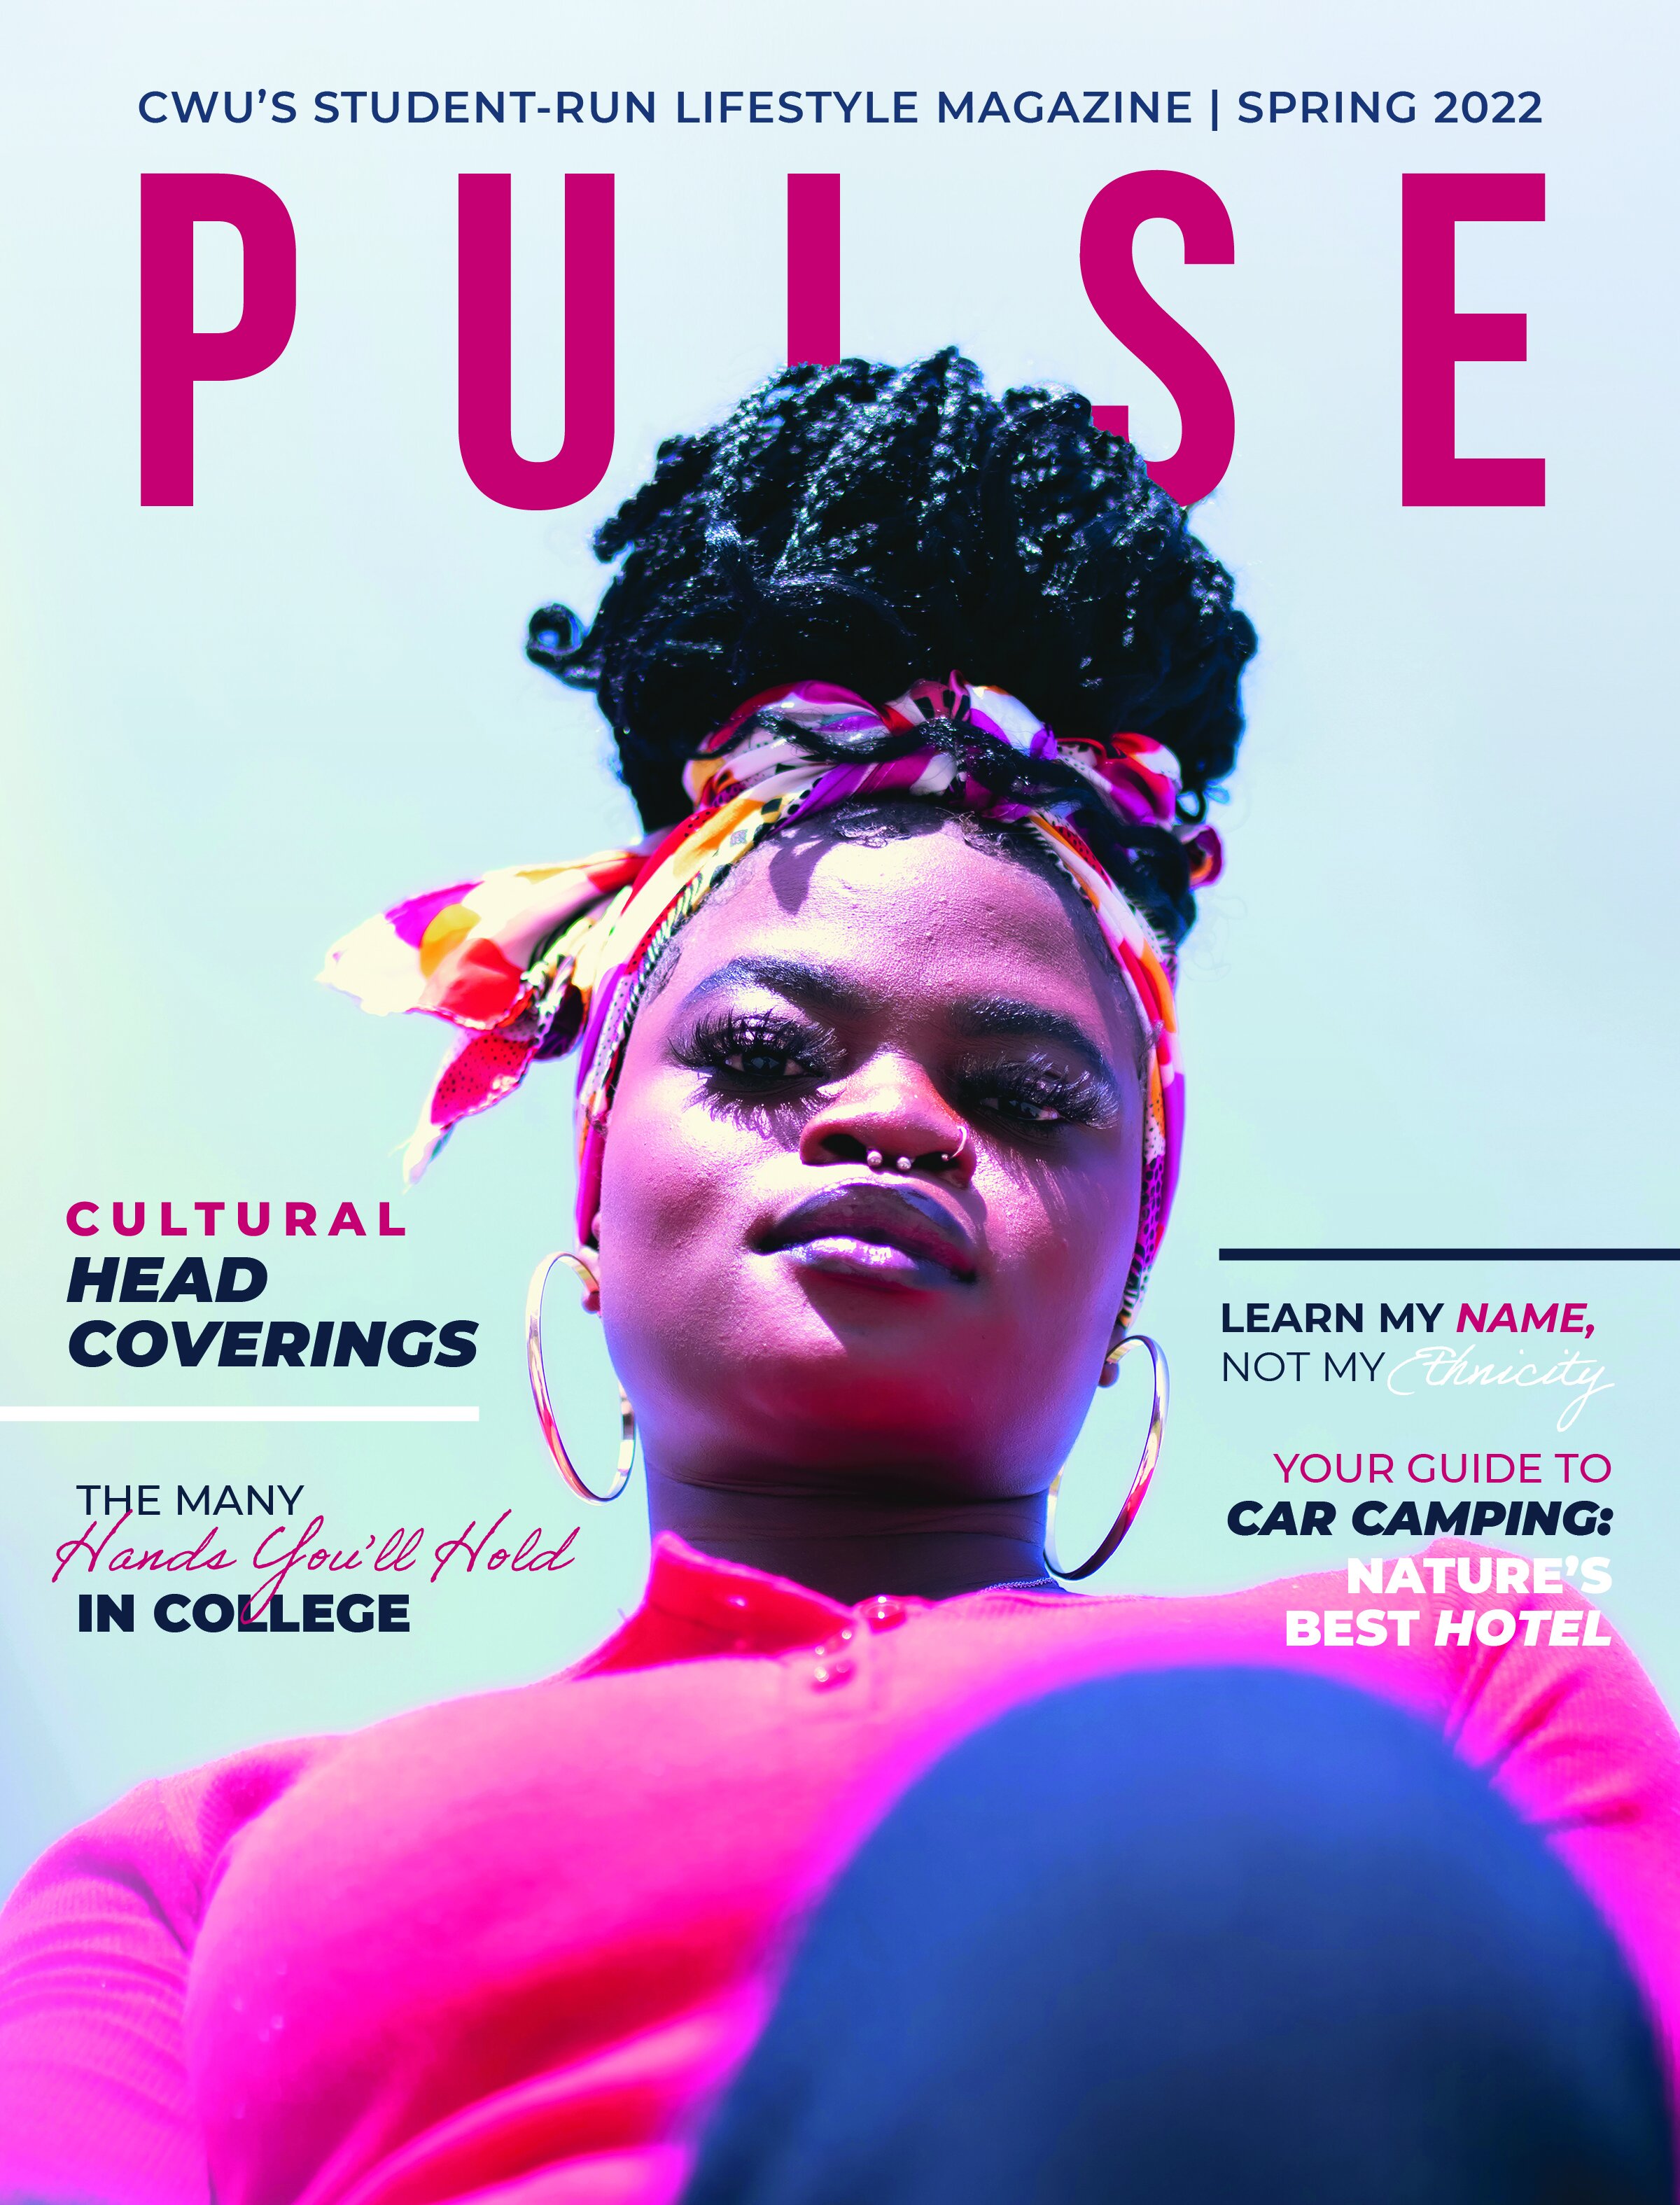 CWU’S STUDENT-RUN LIFESTYLE MAGAZINE | SPRING 2022
PULSE
CULTURAL
HEAD
COVERINGS
THE MANY
Hands You’ll Hold
IN COLLEGE
LEARN MY NAME,
NOT MY Ethnicity
YOUR GUIDE TO
CAR CAMPING:
NATURE’S
BEST HOTEL